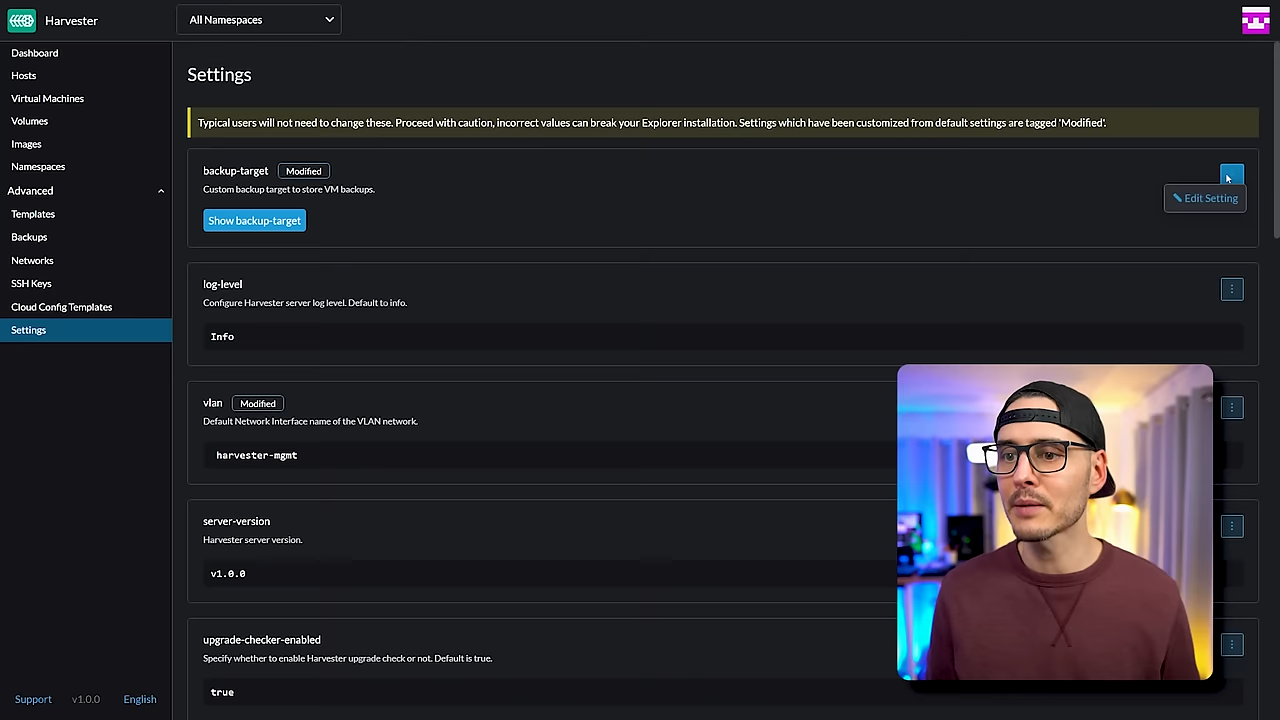 Harvester
All Namespaces
Dashboard
Hosts
Virtual Machines
Volumes
Images
Namespaces
Advanced
Templates
Backups
Networks
SSH Keys
Cloud Config Templates
Settings
Support
v1.0.0
English
Settings
Typical users will not need to change these. Proceed with caution, incorrect values can break your Explorer installation. Settings which have been customized from default settings are tagged 'Modified'.
backup-target Modified
Custom backup target to store VM backups.
Show backup-target
Edit Setting
log-level
Configure Harvester server log level. Default to info.
Info
vlan Modified
Default Network Interface name of the VLAN network.
harvester-mgmt
server-version
Harvester server version.
v1.0.0
upgrade-checker-enabled
Specify whether to enable Harvester upgrade check or not. Default is true.
true